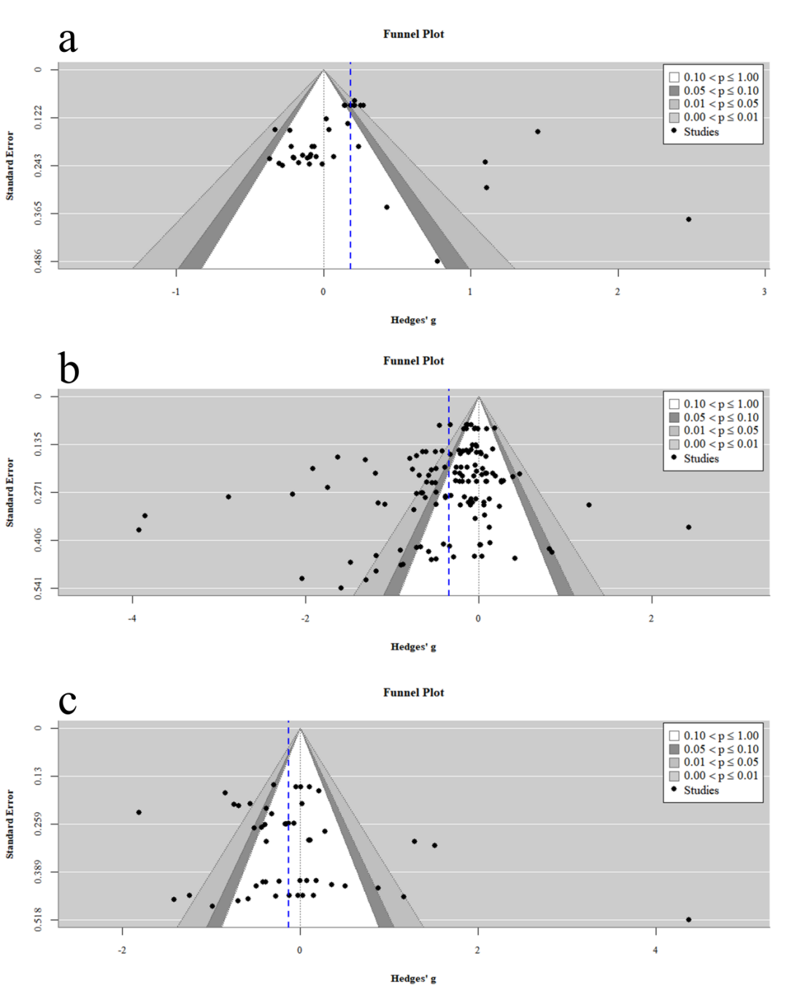 a
Funnel Plot
0
0.122
0.243
0.365
0.486
Standard Error
0.10 < p ≤ 1.00
0.05 < p ≤ 0.10
0.01 < p ≤ 0.05
0.00 < p ≤ 0.01
Studies
-1
0
1
2
3
Hedges' g
b
Funnel Plot
0
0.135
0.271
0.406
0.541
Standard Error
0.10 < p ≤ 1.00
0.05 < p ≤ 0.10
0.01 < p ≤ 0.05
0.00 < p ≤ 0.01
Studies
-4
-2
0
2
Hedges' g
c
Funnel Plot
0
0.13
0.259
0.389
0.518
Standard Error
0.10 < p ≤ 1.00
0.05 < p ≤ 0.10
0.01 < p ≤ 0.05
0.00 < p ≤ 0.01
Studies
-2
0
2
4
Hedges' g